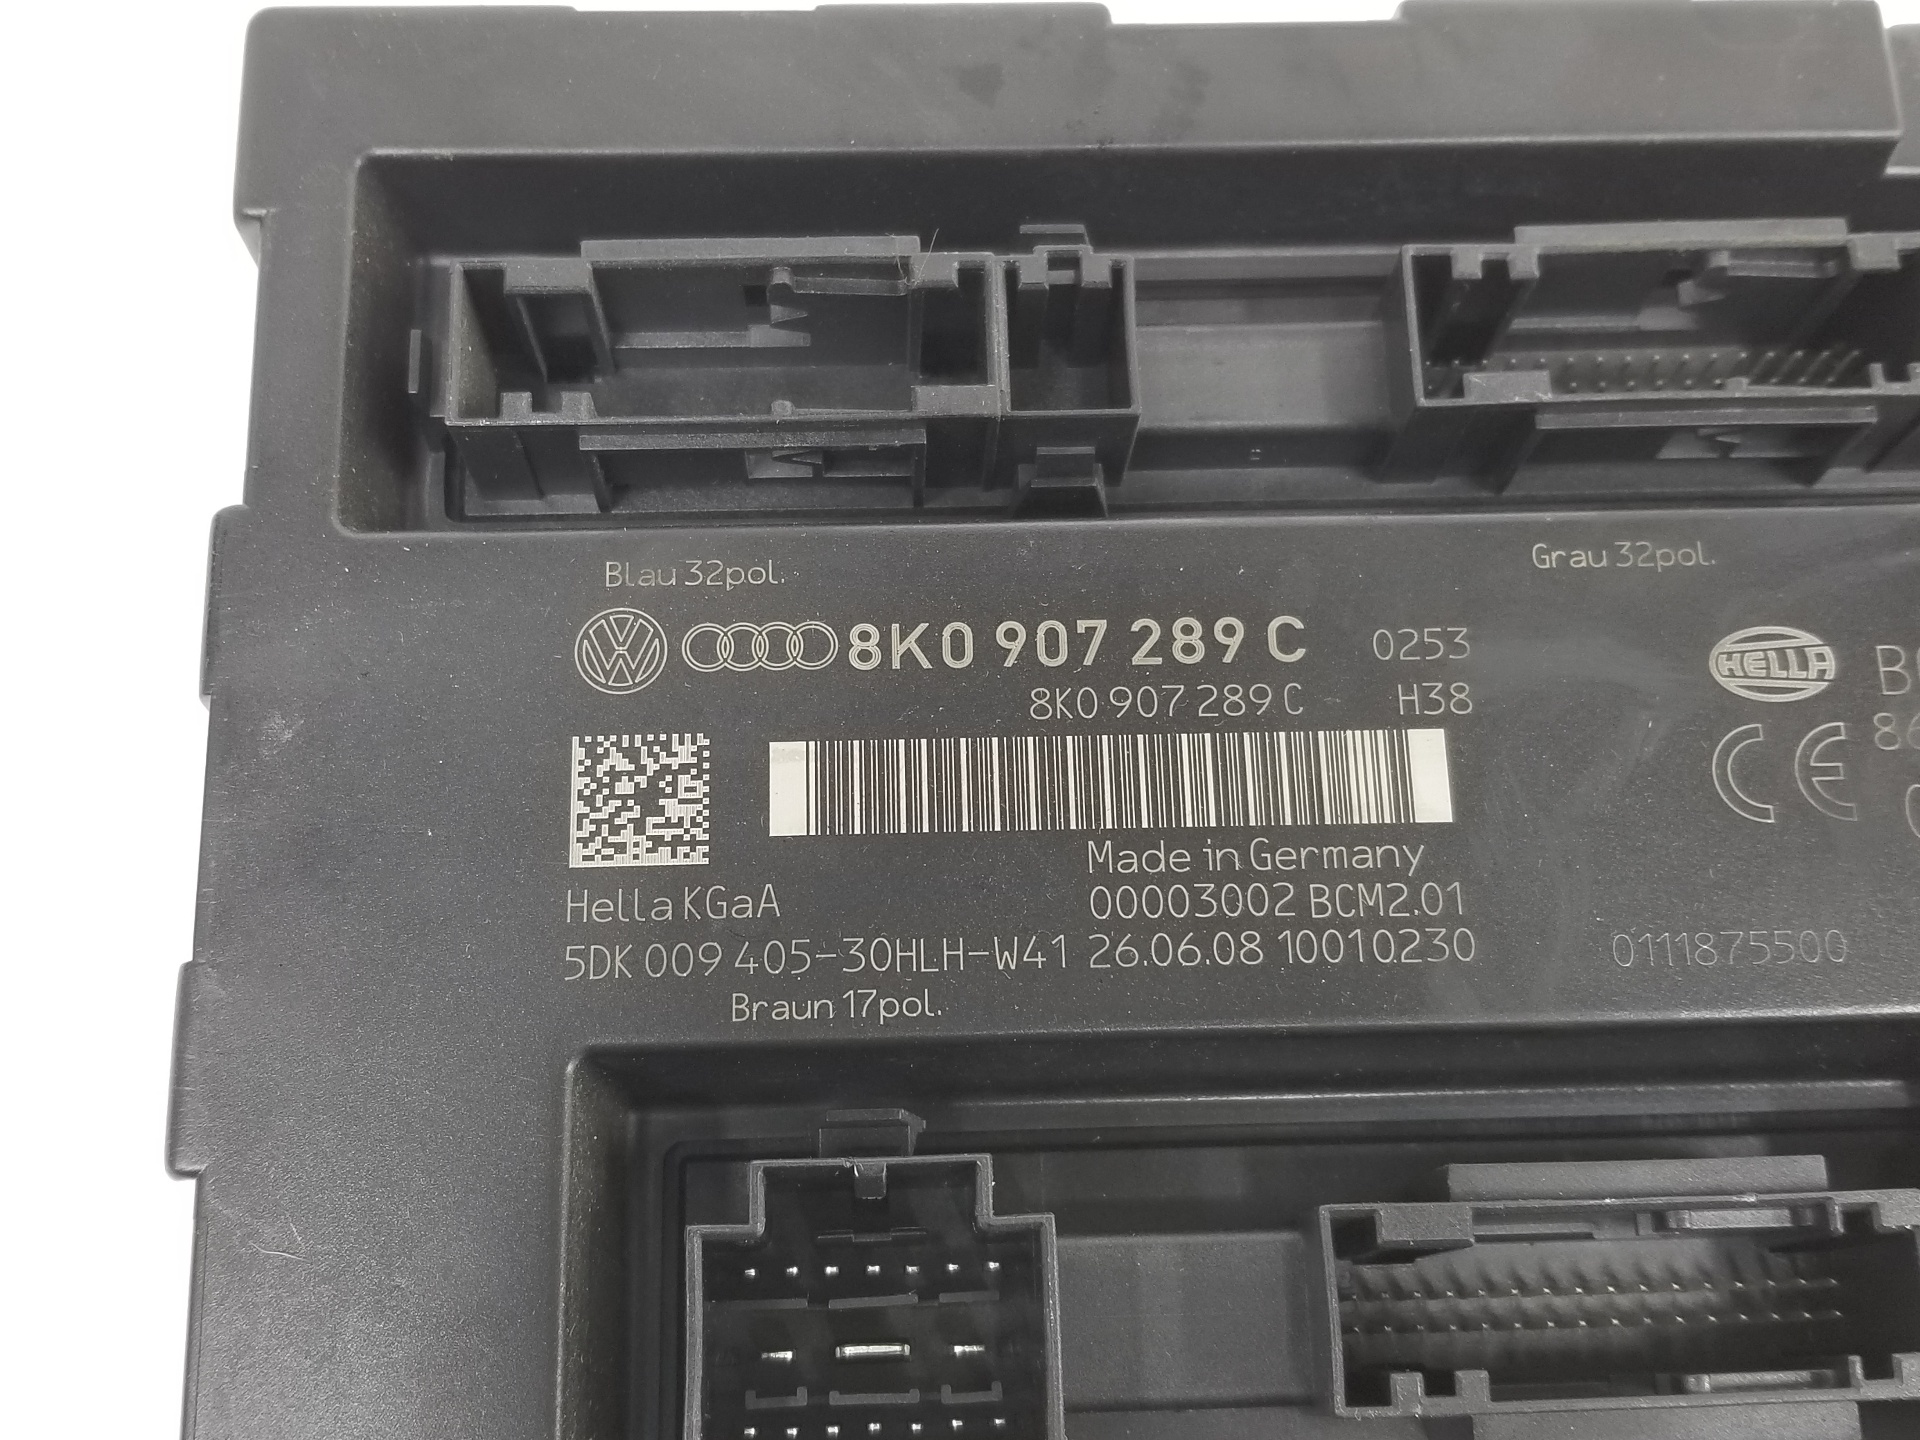 Blau 32pol.
Grau 32pol.
8K0 907 289 C 0253
8K0 907 289 C H38
HELLA
CE
Made in Germany
Hella KGaA
00003002 BCM2.01
5DK 009 405-30HLH-W41 26.06.08 10010230
0111875500
Braun 17pol.